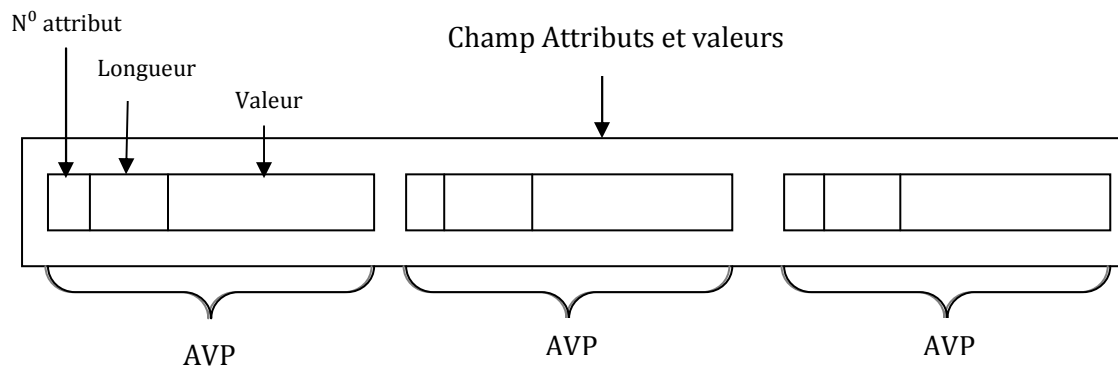 N⁰ attribut
Champ Attributs et valeurs
Longueur
Valeur
AVP
AVP
AVP